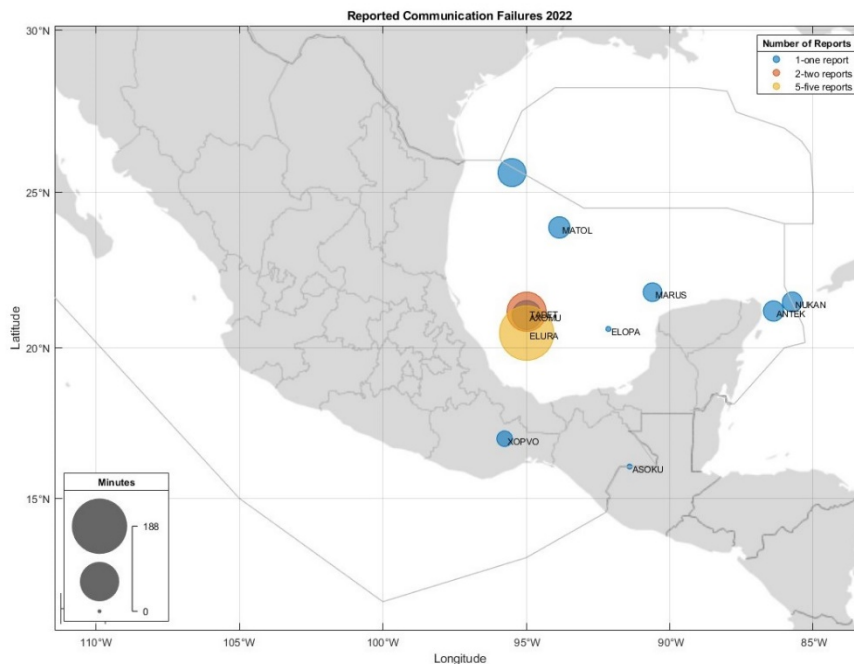 Reported Communication Failures 2022
Number of Reports
1-one report
2-two reports
5-five reports
30°N
25°N
20°N
15°N
Latitude
MATOL
MARUS
NUKAN
ANTEK
TABET
AXOMU
ELOPA
ELURA
XOPVO
ASOKU
Minutes
188
0
110°W
105°W
100°W
95°W
90°W
85°W
Longitude